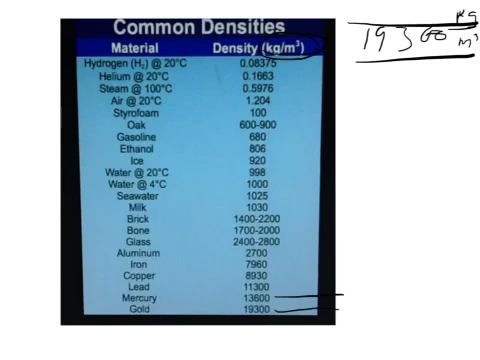 Common Densities
Material Density (kg/m³)
Hydrogen (H₂) @ 20°C 0.08375
Helium @ 20°C 0.1663
Steam @ 100°C 0.5976
Air @ 20°C 1.204
Styrofoam 100
Oak 600-900
Gasoline 680
Ethanol 806
Ice 920
Water @ 20°C 998
Water @ 4°C 1000
Seawater 1025
Milk 1030
Brick 1400-2200
Bone 1700-2000
Glass 2400-2800
Aluminum 2700
Iron 7960
Copper 8930
Lead 11300
Mercury 13600
Gold 19300
19300 kg/m³